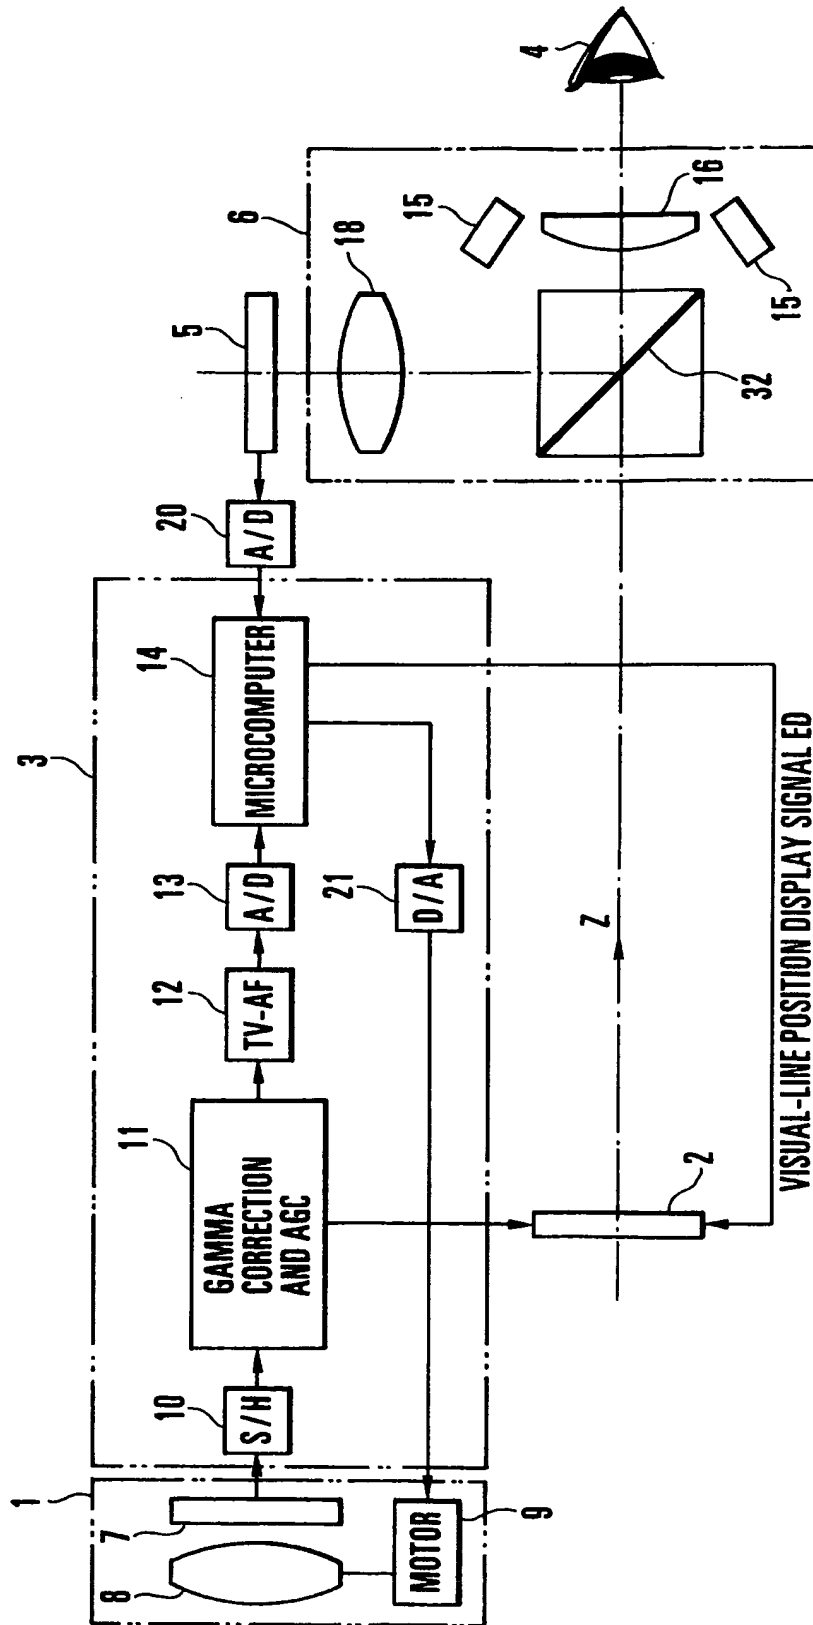 1
7
8
MOTOR
9
3
10
S/H
11
GAMMA
CORRECTION
AND AGC
12
TV-AF
13
A/D
14
MICROCOMPUTER
21
D/A
20
A/D
5
6
18
15
16
15
32
4
Z
2
VISUAL-LINE POSITION DISPLAY SIGNAL ED